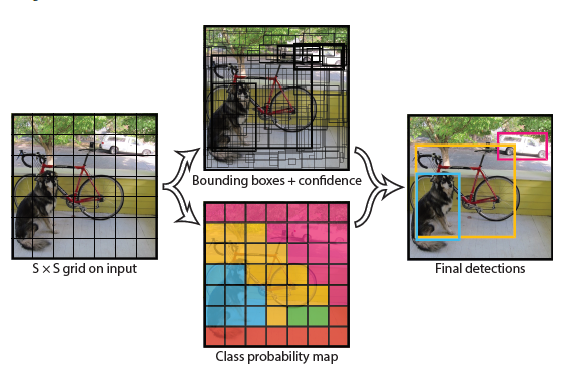 S × S grid on input
Bounding boxes + confidence
Class probability map
Final detections